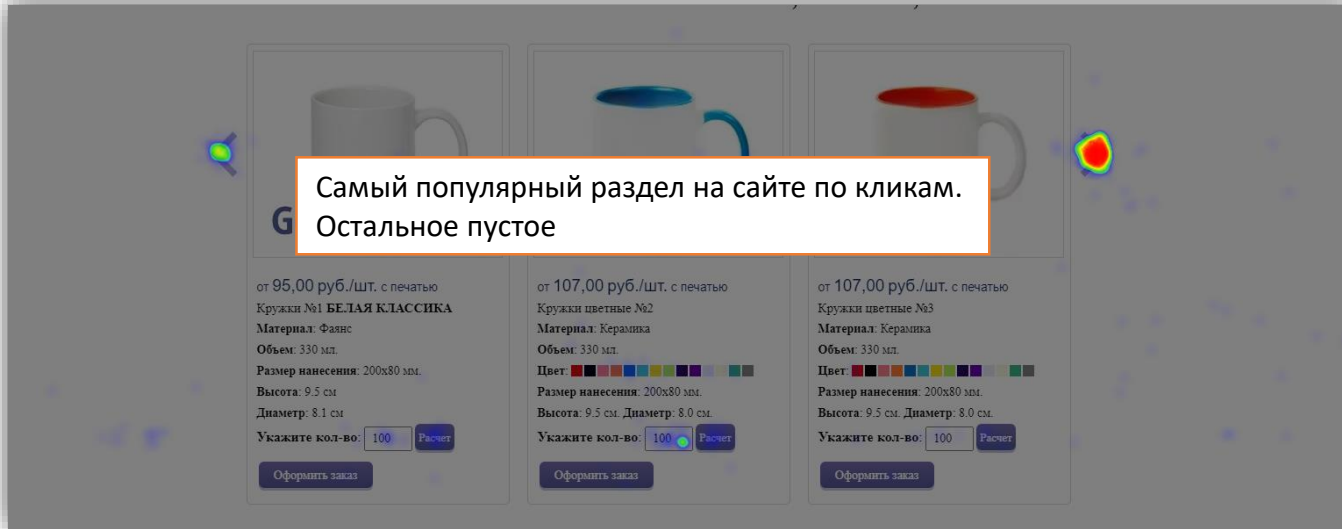 Самый популярный раздел на сайте по кликам.
Остальное пустое
G
от 95,00 руб./шт. с печатью
Кружки №1 БЕЛАЯ КЛАССИКА
Материал: Фаянс
Объем: 330 мл.
Размер нанесения: 200x80 мм.
Высота: 9.5 см
Диаметр: 8.1 см
Укажите кол-во: 100 Расчет
Оформить заказ
от 107,00 руб./шт. с печатью
Кружки цветные №2
Материал: Керамика
Объем: 330 мл.
Цвет:
Размер нанесения: 200x80 мм.
Высота: 9.5 см. Диаметр: 8.0 см.
Укажите кол-во: 100 Расчет
Оформить заказ
от 107,00 руб./шт. с печатью
Кружки цветные №3
Материал: Керамика
Объем: 330 мл.
Цвет:
Размер нанесения: 200x80 мм.
Высота: 9.5 см. Диаметр: 8.0 см.
Укажите кол-во: 100 Расчет
Оформить заказ